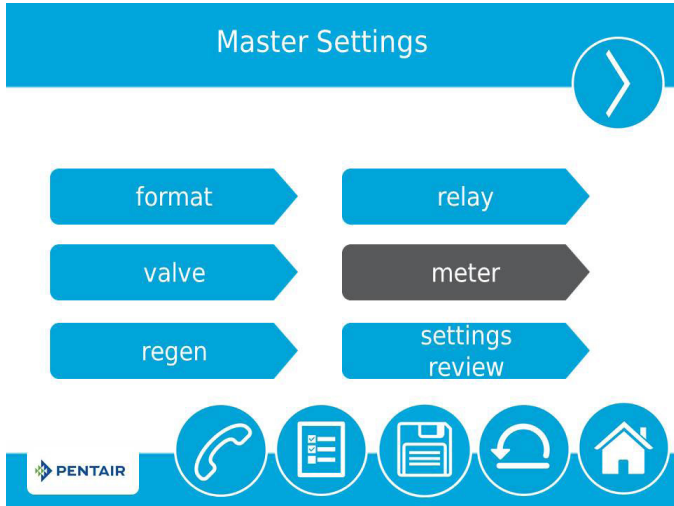 Master Settings
format
relay
valve
meter
regen
settings
review
PENTAIR